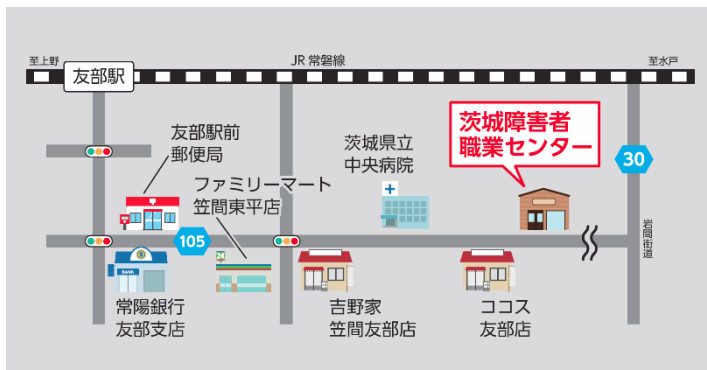 至上野
JR 常磐線
至水戸
友部駅
友部駅前
郵便局
茨城県立
中央病院
茨城障害者
職業センター
30
ファミリーマート
笠間東平店
105
岩間街道
BANK
24
常陽銀行
友部支店
吉野家
笠間友部店
ココス
友部店